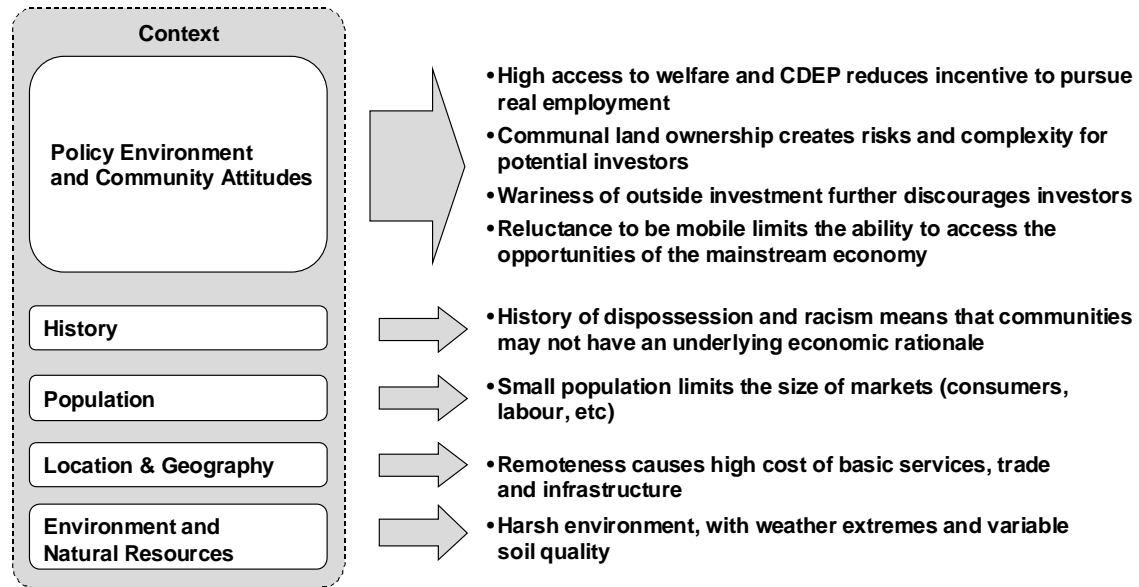 Context
Policy Environment
and Community Attitudes
•High access to welfare and CDEP reduces incentive to pursue
real employment
•Communal land ownership creates risks and complexity for
potential investors
•Wariness of outside investment further discourages investors
•Reluctance to be mobile limits the ability to access the
opportunities of the mainstream economy
History
•History of dispossession and racism means that communities
may not have an underlying economic rationale
Population
•Small population limits the size of markets (consumers,
labour, etc)
Location & Geography
•Remoteness causes high cost of basic services, trade
and infrastructure
Environment and
Natural Resources
•Harsh environment, with weather extremes and variable
soil quality